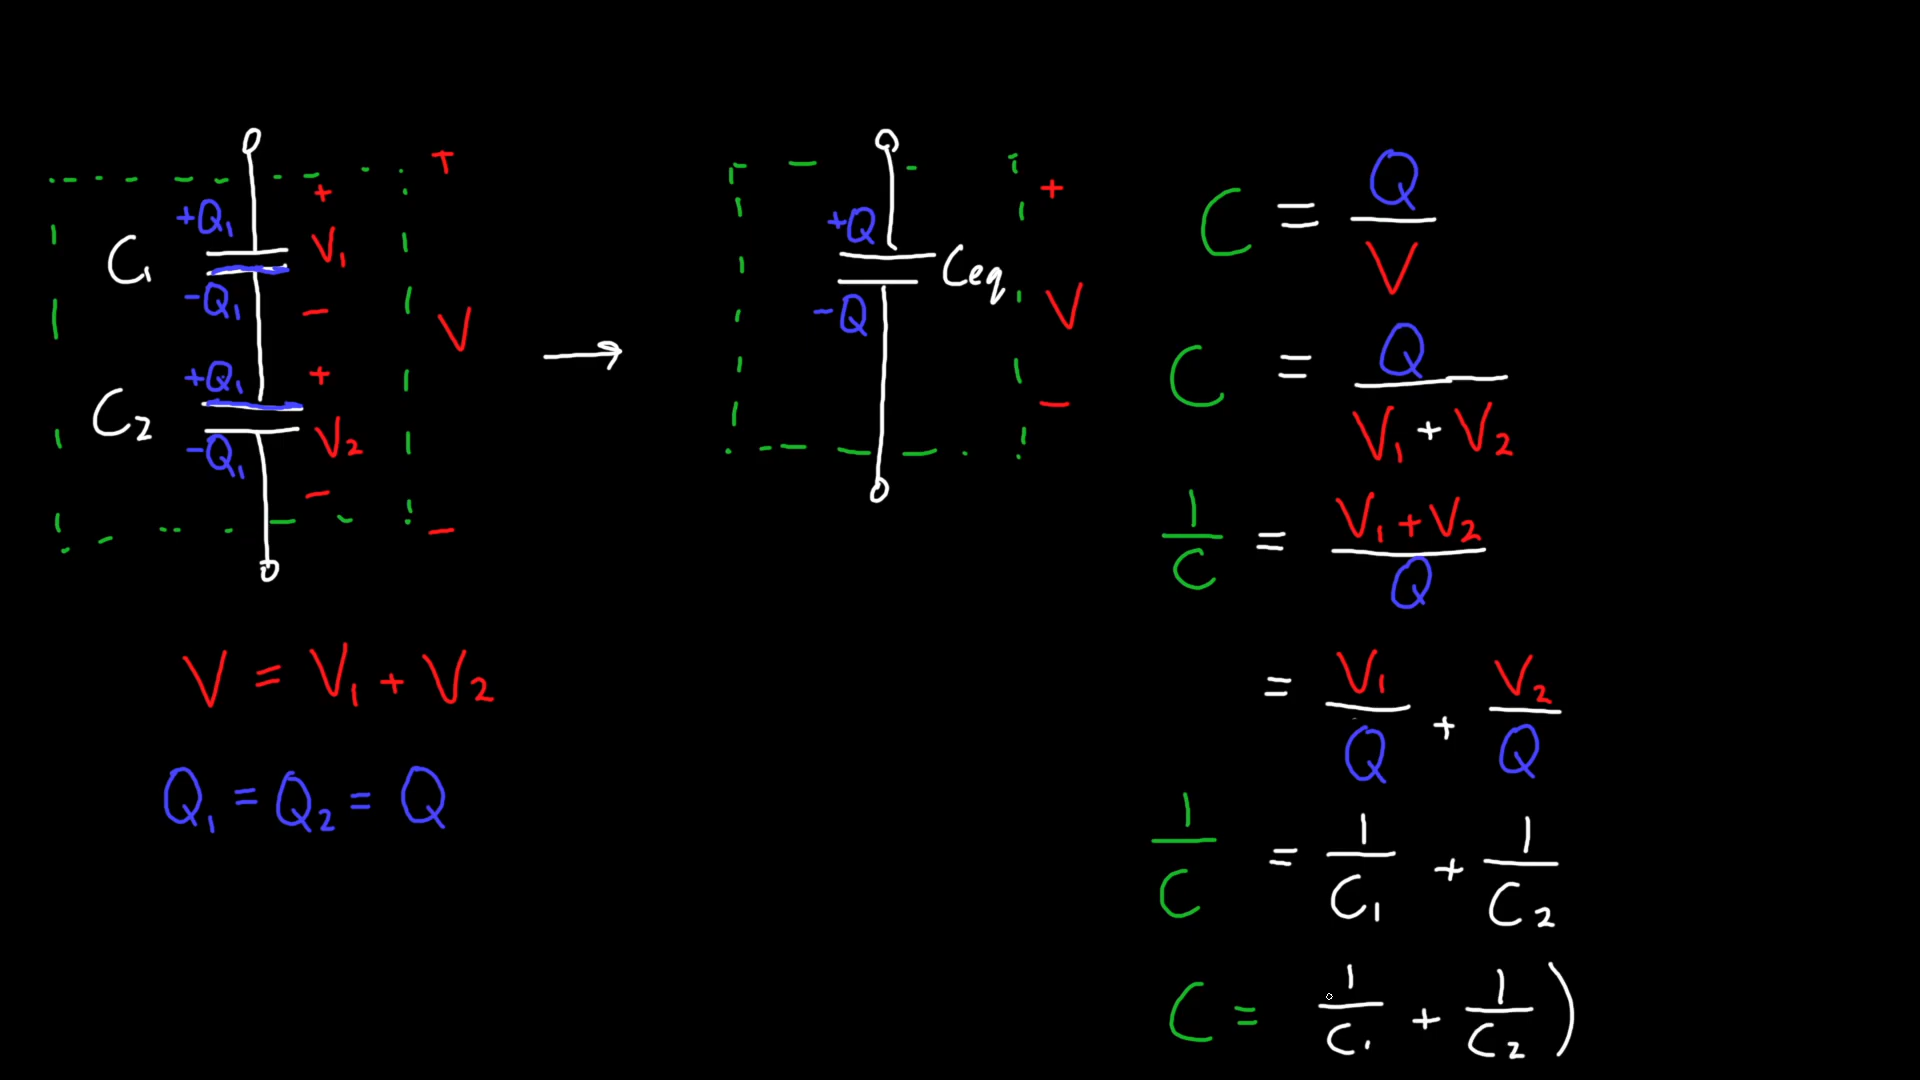 +
+Q₁ +
C₁ V₁
-Q₁ -
+Q₁ +
C₂ V₂
-Q₁ -
V
-
→
+Q +
Ceq
-Q V
-
V = V₁ + V₂
Q₁ = Q₂ = Q
C = Q / V
C = Q / V₁ + V₂
1 / C = V₁ + V₂ / Q
= V₁ / Q + V₂ / Q
1 / C = 1 / C₁ + 1 / C₂
C = 1 / C₁ + 1 / C₂ )